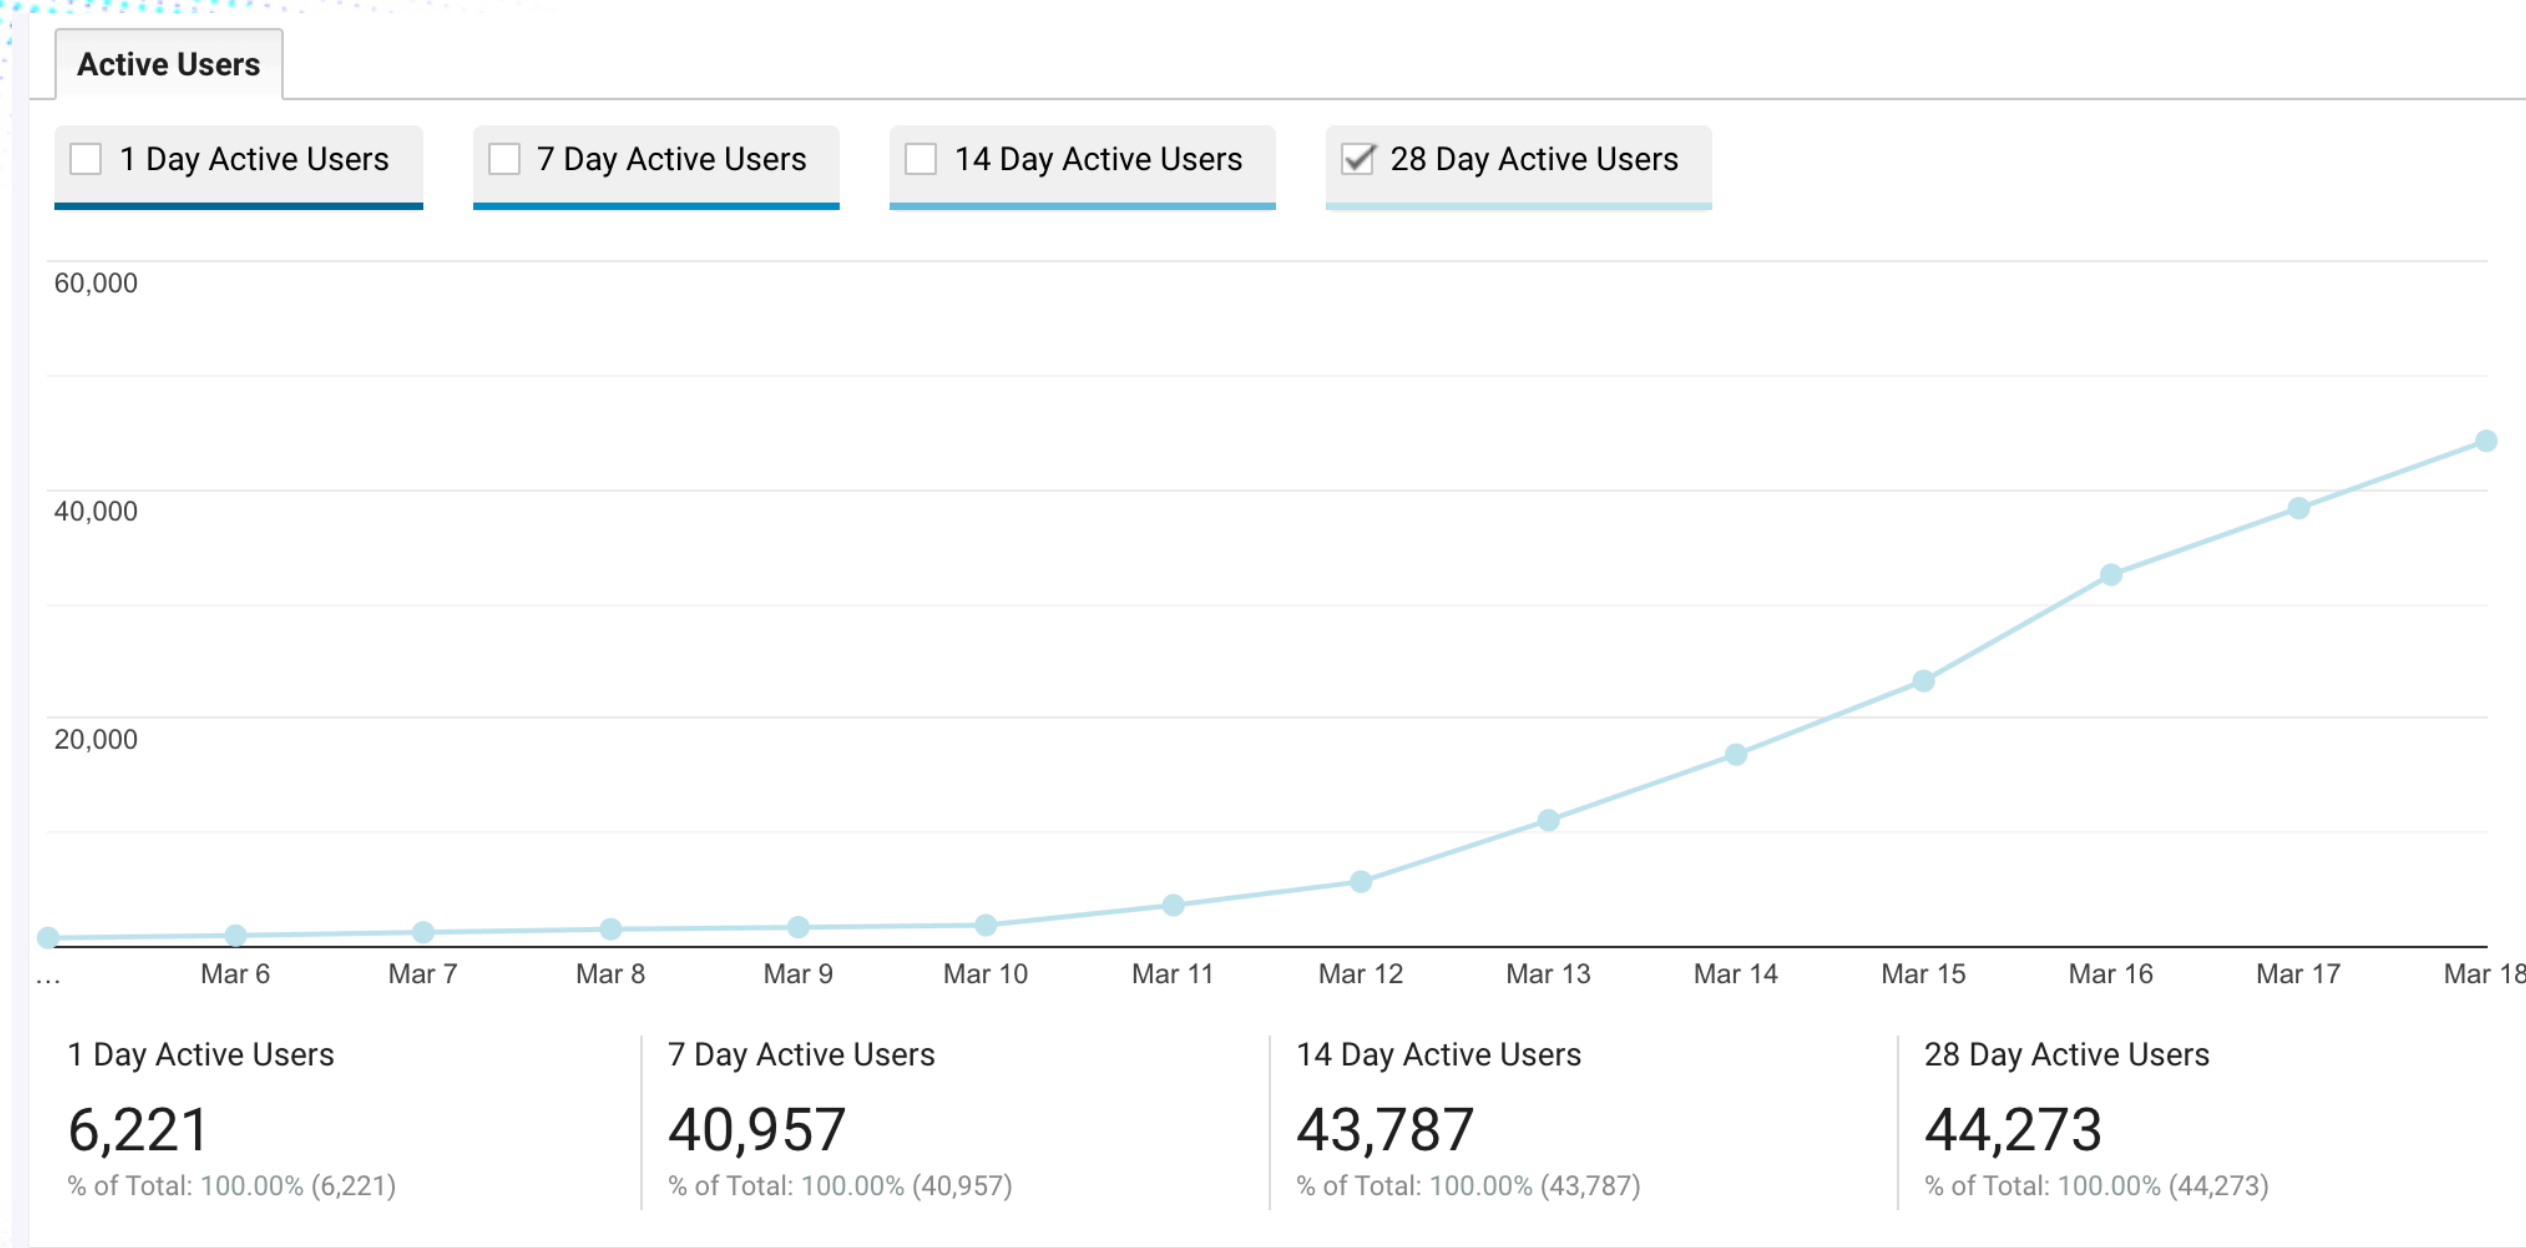 Active Users
1 Day Active Users
7 Day Active Users
14 Day Active Users
28 Day Active Users
60,000
40,000
20,000
...
Mar 6
Mar 7
Mar 8
Mar 9
Mar 10
Mar 11
Mar 12
Mar 13
Mar 14
Mar 15
Mar 16
Mar 17
Mar 18
1 Day Active Users
6,221
% of Total: 100.00% (6,221)
7 Day Active Users
40,957
% of Total: 100.00% (40,957)
14 Day Active Users
43,787
% of Total: 100.00% (43,787)
28 Day Active Users
44,273
% of Total: 100.00% (44,273)